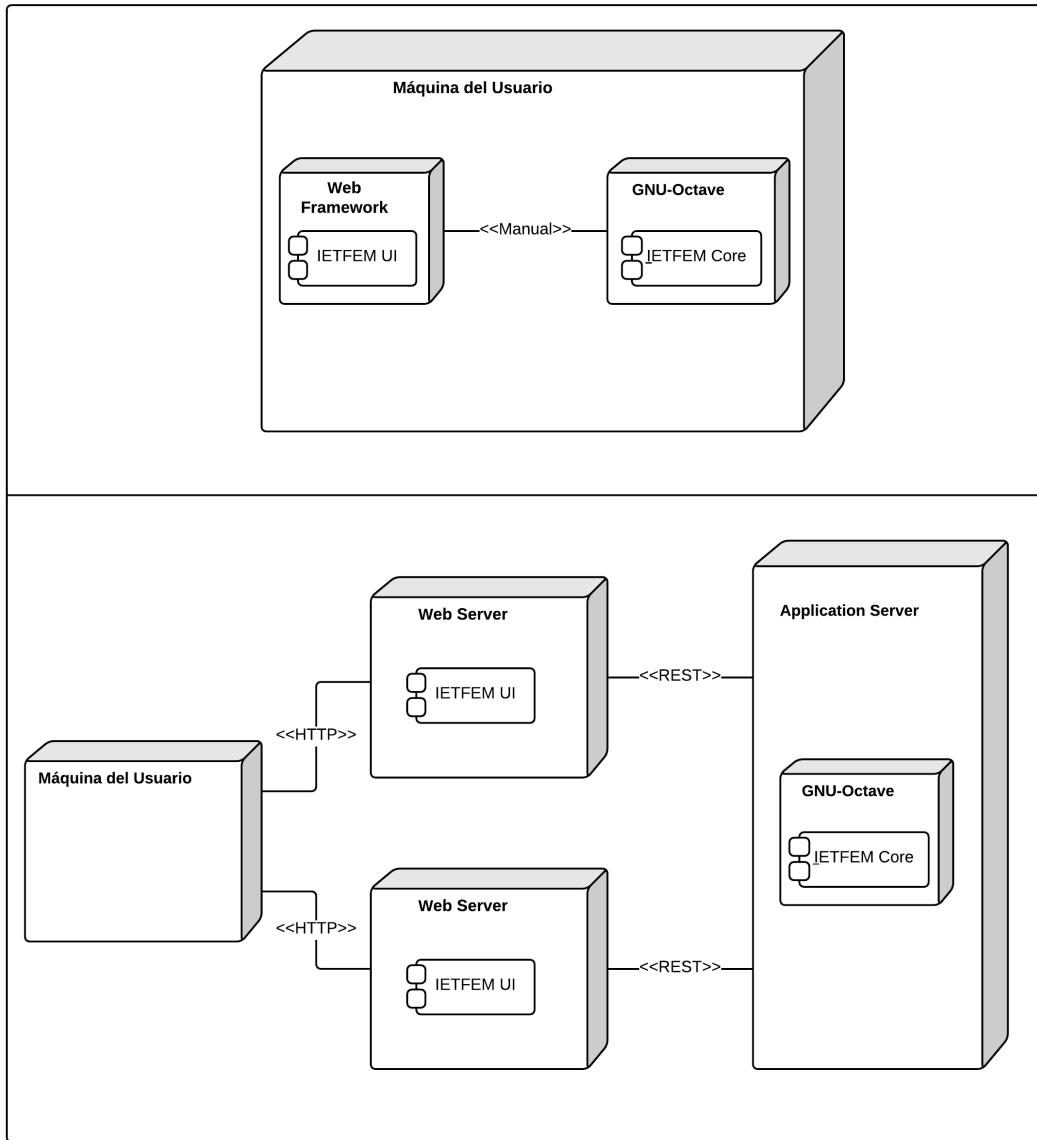 Máquina del Usuario
Web
Framework
IETFEM UI
<<Manual>>
GNU-Octave
IETFEM Core
Web Server
IETFEM UI
<<REST>>
Application Server
<<HTTP>>
Máquina del Usuario
GNU-Octave
IETFEM Core
Web Server
<<HTTP>>
IETFEM UI
<<REST>>